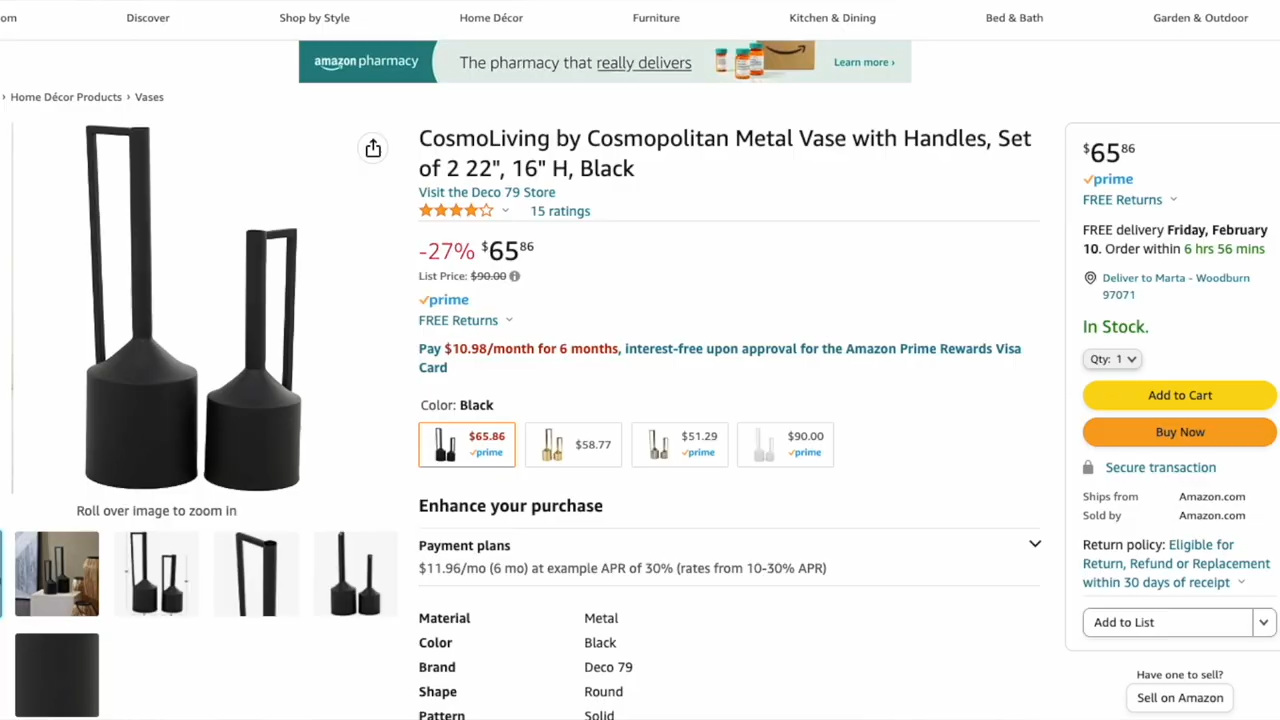 om
Discover
Shop by Style
Home Décor
Furniture
Kitchen & Dining
Bed & Bath
Garden & Outdoor
amazon pharmacy
The pharmacy that really delivers
Learn more ›
› Home Décor Products › Vases
CosmoLiving by Cosmopolitan Metal Vase with Handles, Set
of 2 22", 16" H, Black
Visit the Deco 79 Store
15 ratings
-27% $65 86
List Price: $90.00
prime
FREE Returns
Pay $10.98/month for 6 months, interest-free upon approval for the Amazon Prime Rewards Visa
Card
Color: Black
$65.86
prime
$58.77
$51.29
prime
$90.00
prime
Roll over image to zoom in
Enhance your purchase
Payment plans
$11.96/mo (6 mo) at example APR of 30% (rates from 10-30% APR)
Material Metal
Color Black
Brand Deco 79
Shape Round
Pattern Solid
$65 86
prime
FREE Returns
FREE delivery Friday, February
10. Order within 6 hrs 56 mins
Deliver to Marta - Woodburn
97071
In Stock.
Qty: 1
Add to Cart
Buy Now
Secure transaction
Ships from Amazon.com
Sold by Amazon.com
Return policy: Eligible for
Return, Refund or Replacement
within 30 days of receipt
Add to List
Have one to sell?
Sell on Amazon